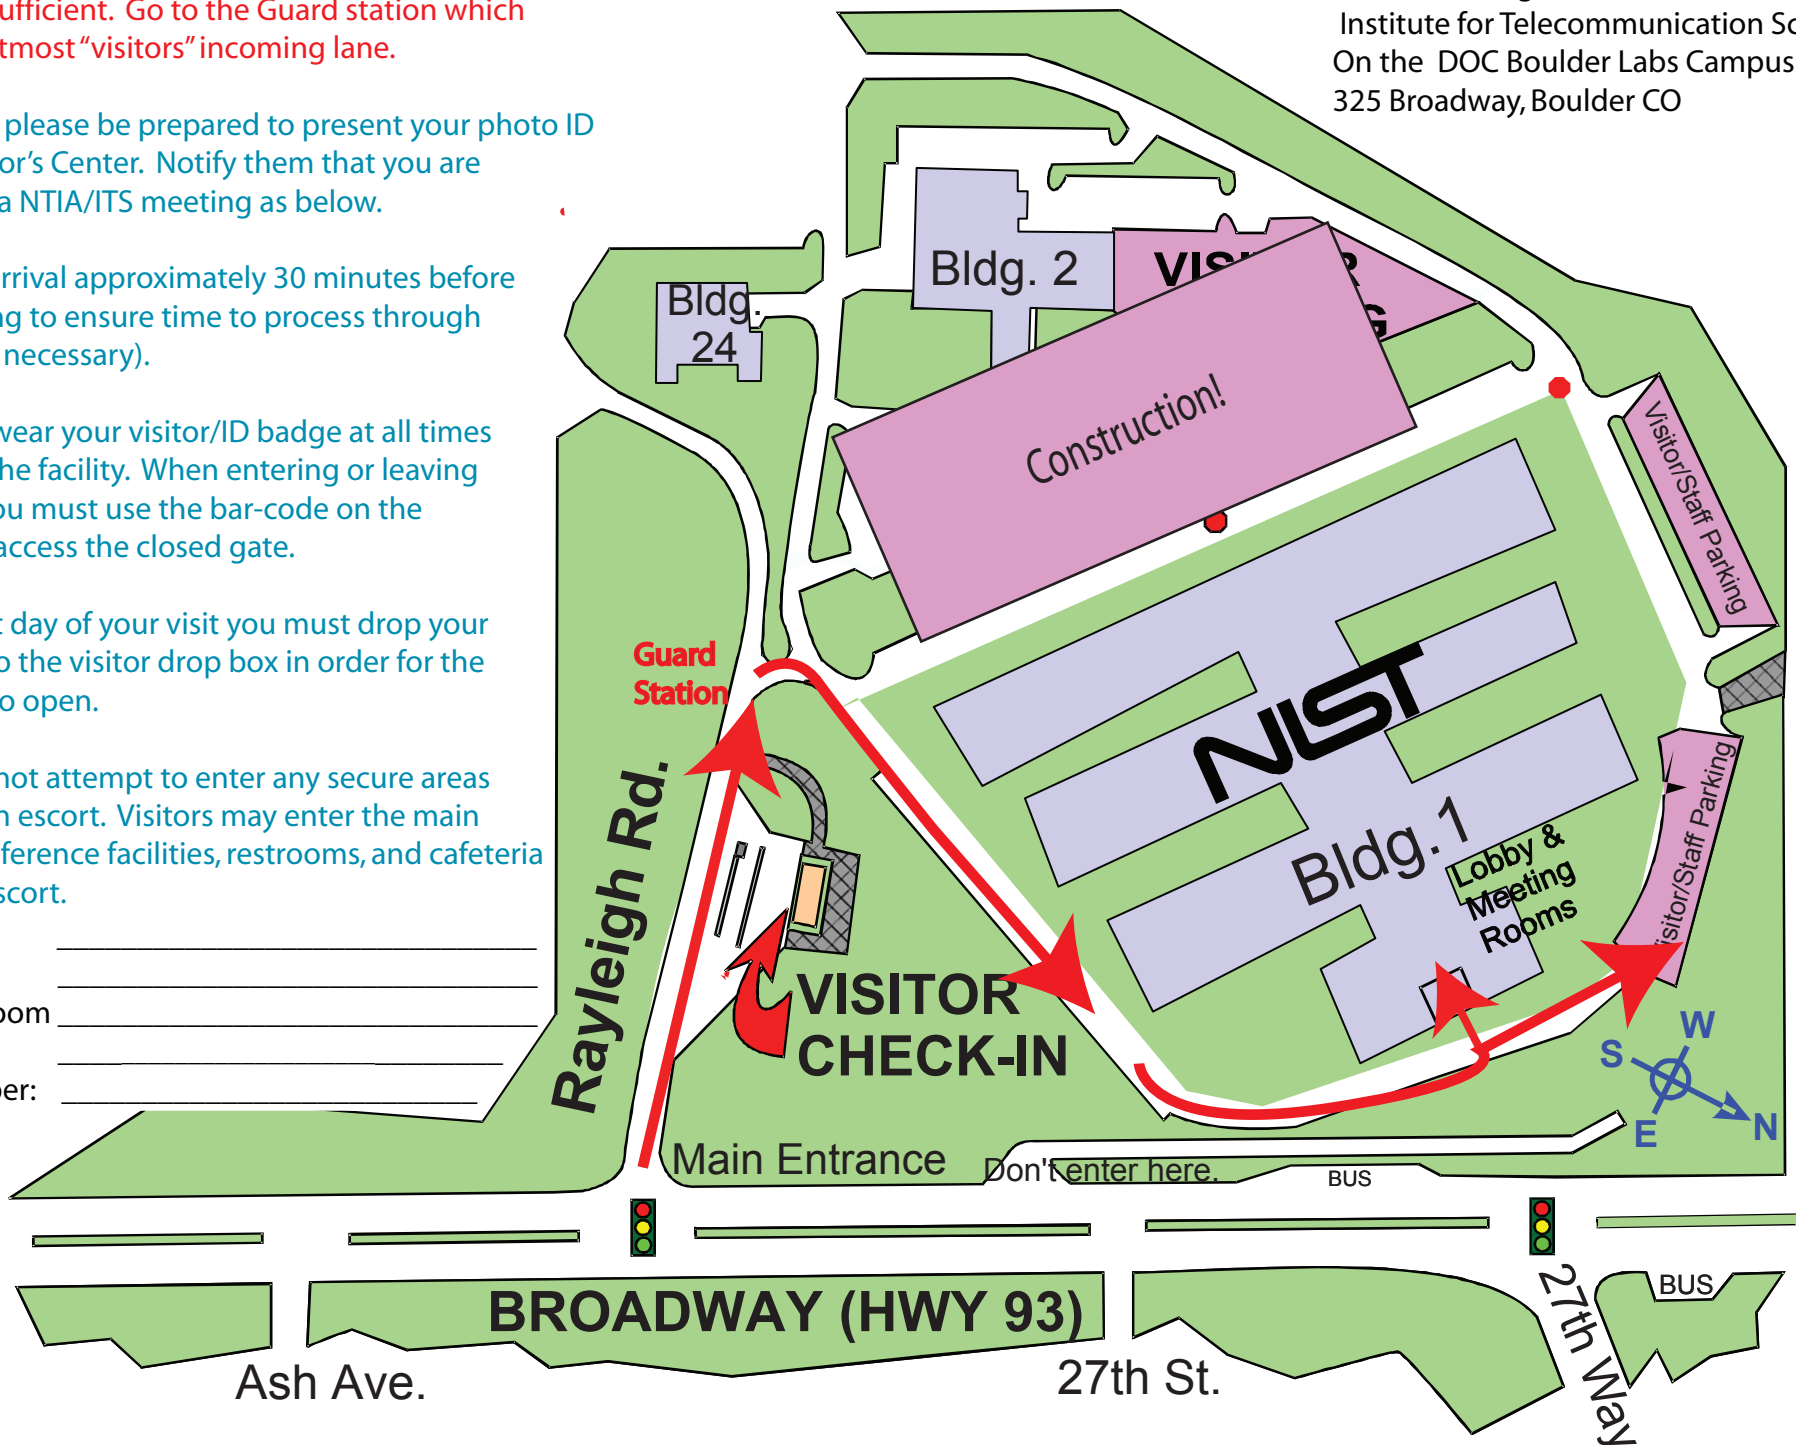 ufficient. Go to the Guard station which
tmost “visitors” incoming lane.
please be prepared to present your photo ID
or’s Center. Notify them that you are
a NTIA/ITS meeting as below.
rrival approximately 30 minutes before
ng to ensure time to process through
necessary).
wear your visitor/ID badge at all times
he facility. When entering or leaving
ou must use the bar-code on the
access the closed gate.
t day of your visit you must drop your
o the visitor drop box in order for the
o open.
not attempt to enter any secure areas
n escort. Visitors may enter the main
ference facilities, restrooms, and cafeteria
scort.
oom
ber:
Institute for Telecommunication Sc
On the DOC Boulder Labs Campus
325 Broadway, Boulder CO
Bldg. 2
VIS R
G
Bldg.
24
Construction!
Visitor/Staff Parking
Guard
Station
NIST
Bldg. 1
Lobby &
Meeting
Rooms
Visitor/Staff Parking
Rayleigh Rd.
VISITOR
CHECK-IN
W
S
E
N
Main Entrance
Don't enter here.
BUS
BROADWAY (HWY 93)
BUS
Ash Ave.
27th St.
27th Way